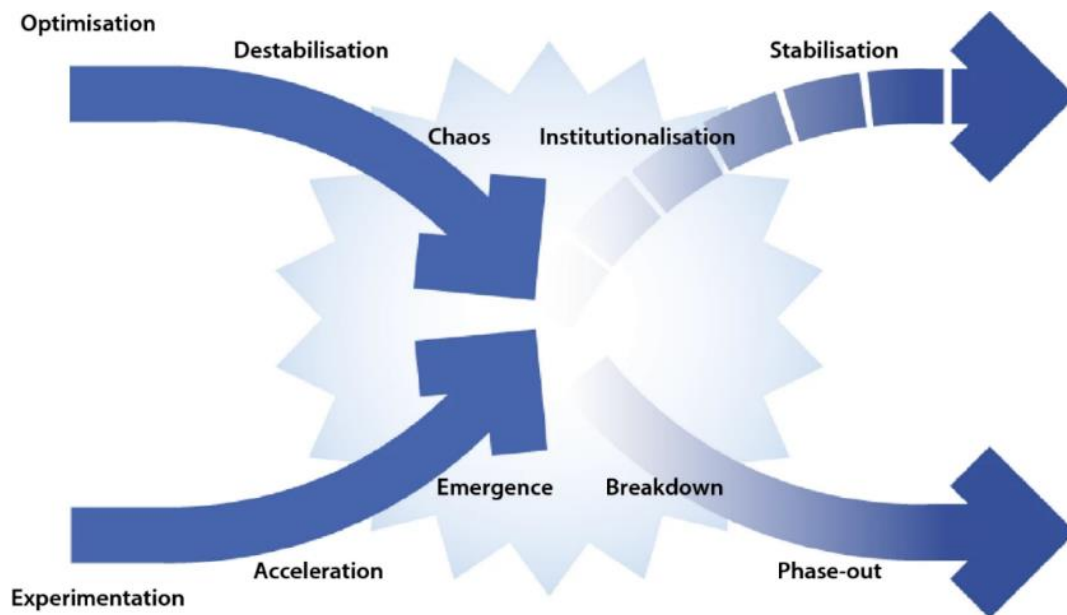 Optimisation
Destabilisation
Stabilisation
Chaos
Institutionalisation
Emergence
Breakdown
Acceleration
Phase-out
Experimentation